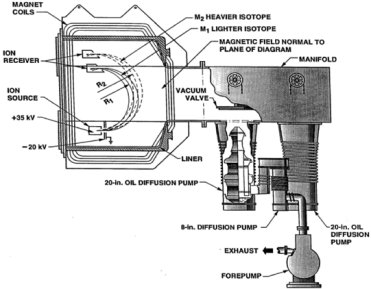 MAGNET
COILS
M₂ HEAVIER ISOTOPE
M₁ LIGHTER ISOTOPE
MAGNETIC FIELD NORMAL TO
PLANE OF DIAGRAM
MANIFOLD
ION
RECEIVER
R₂
R₁
ION
SOURCE
+35 kV
−20 kV
VACUUM
VALVE
LINER
20-in. OIL DIFFUSION PUMP
8-in. DIFFUSION PUMP
20-in. OIL
DIFFUSION
PUMP
EXHAUST
FOREPUMP